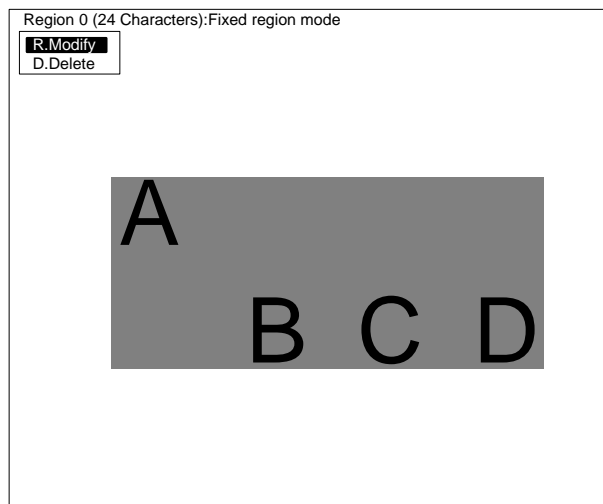 Region 0 (24 Characters):Fixed region mode
R.Modify
D.Delete
A
B C D